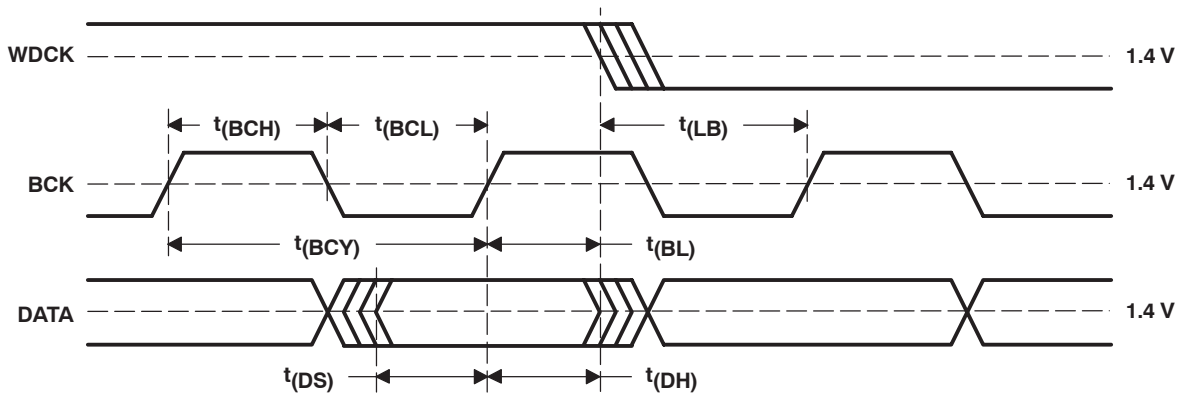 WDCK 1.4 V
t(BCH) t(BCL) t(LB)
BCK 1.4 V
t(BCY) t(BL)
DATA 1.4 V
t(DS) t(DH)